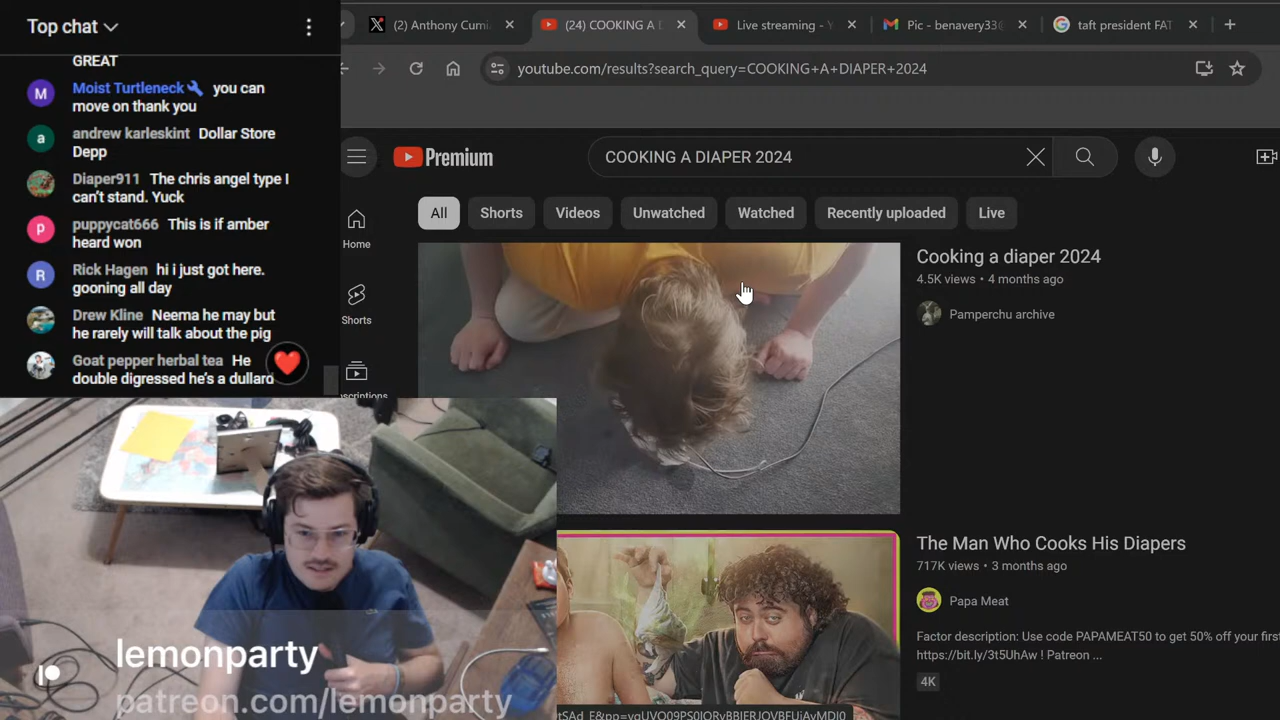 Top chat
GREAT
Moist Turtleneck you can
move on thank you
andrew karleskint Dollar Store
Depp
Diaper911 The chris angel type I
can't stand. Yuck
puppycat666 This is if amber
heard won
Rick Hagen hi i just got here.
gooning all day
Drew Kline Neema he may but
he rarely will talk about the pig
Goat pepper herbal tea He
double digressed he's a dullard
M
a
p
R
(2) Anthony Cumi
(24) COOKING A D
Live streaming - Y
Pic - benavery33@
taft president FAT
youtube.com/results?search_query=COOKING+A+DIAPER+2024
Premium
COOKING A DIAPER 2024
All
Shorts
Videos
Unwatched
Watched
Recently uploaded
Live
Home
Shorts
Cooking a diaper 2024
4.5K views • 4 months ago
Pamperchu archive
The Man Who Cooks His Diapers
717K views • 3 months ago
Papa Meat
Factor description: Use code PAPAMEAT50 to get 50% off your first
https://bit.ly/3t5UhAw ! Patreon ...
4K
lemonparty
patreon.com/lemonparty